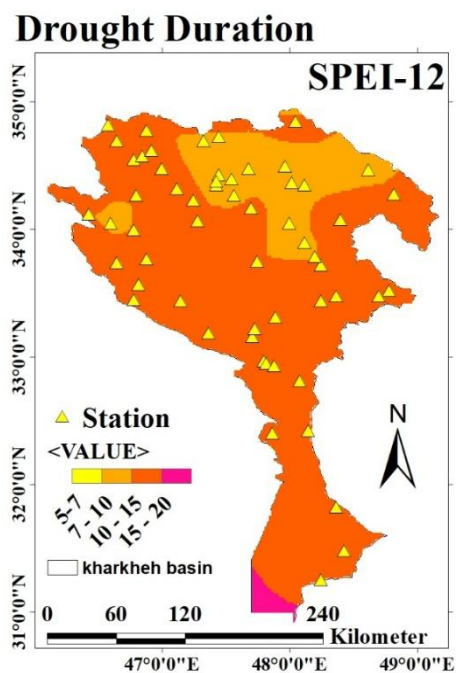 Drought Duration
SPEI-12
35°0'0"N
34°0'0"N
33°0'0"N
32°0'0"N
31°0'0"N
Station
N
<VALUE>
5-7
7 - 10
10 - 15
15 - 20
kharkheh basin
0 60 120 240
Kilometer
47°0'0"E 48°0'0"E 49°0'0"E